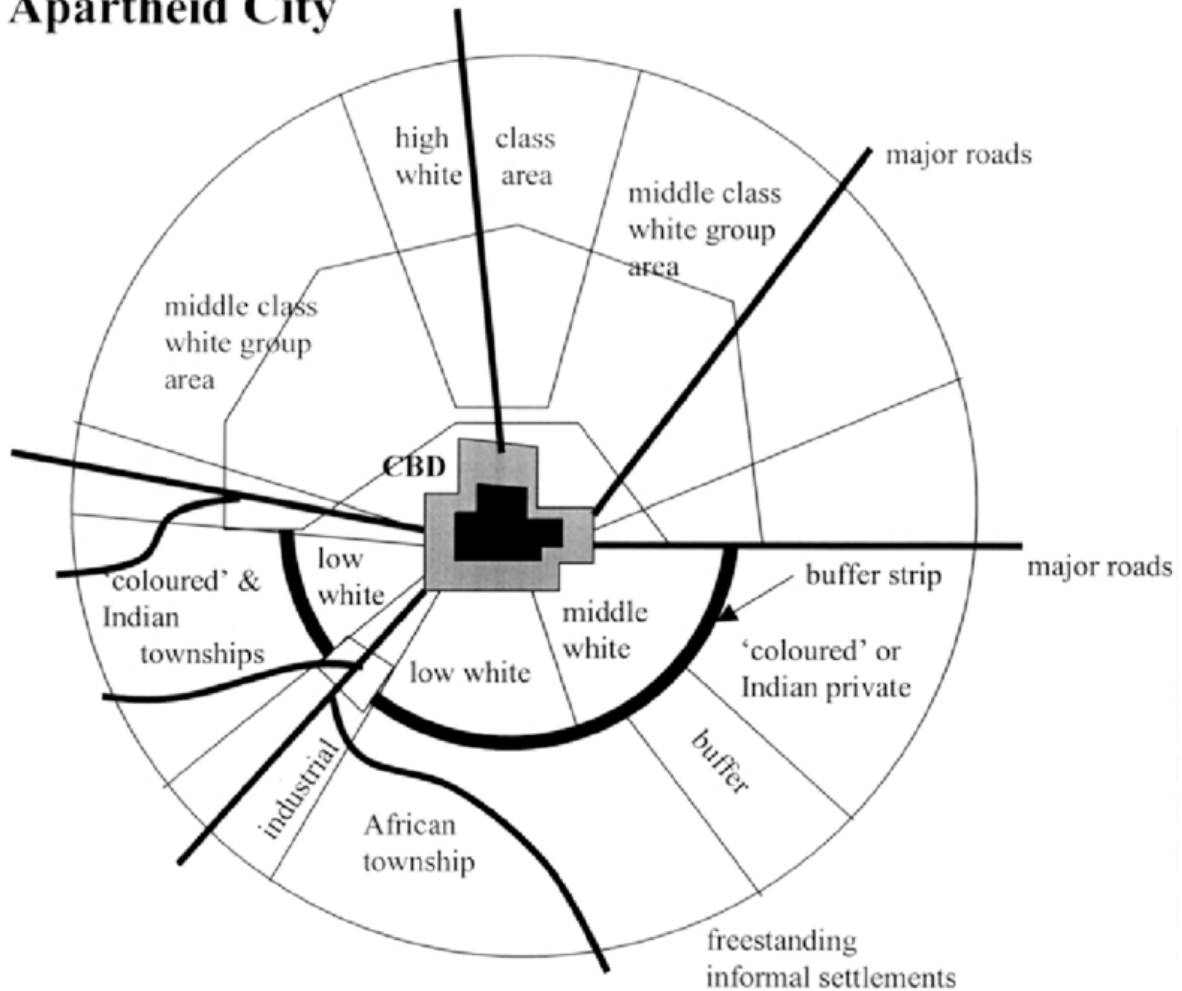 Apartheid City
high class
white area
major roads
middle class
white group
area
middle class
white group
area
CBD
low
white
'coloured' &
Indian
townships
buffer strip
major roads
middle
white
'coloured' or
Indian private
low white
buffer
industrial
African
township
freestanding
informal settlements